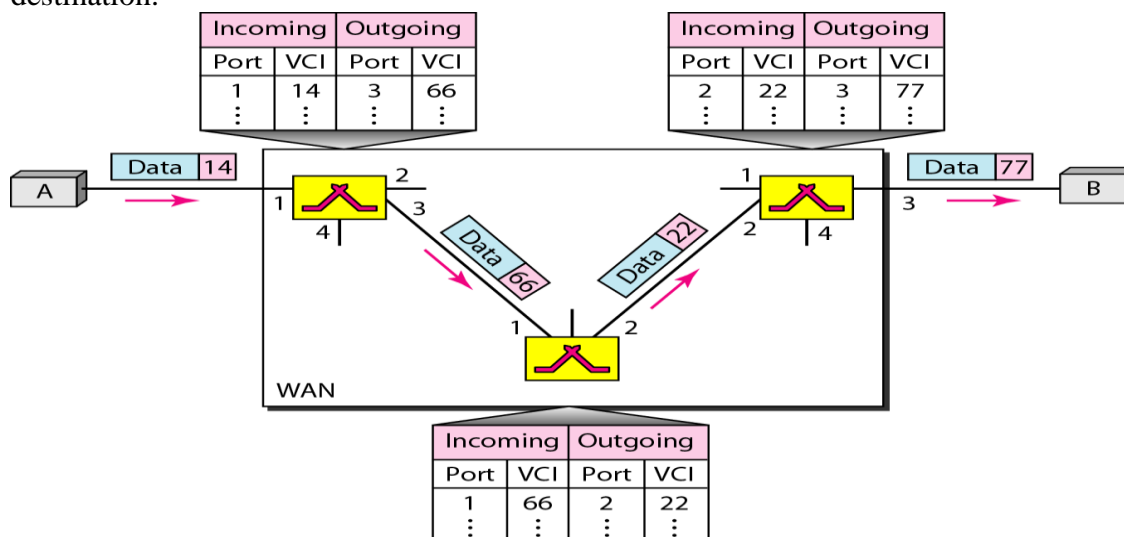 destination.
Incoming Outgoing
Port VCI Port VCI
1 14 3 66
⋮ ⋮ ⋮ ⋮
Incoming Outgoing
Port VCI Port VCI
2 22 3 77
⋮ ⋮ ⋮ ⋮
Data 14
Data 77
A
1
2
3
4
1
2
3
4
B
Data 66
Data 22
1
2
WAN
Incoming Outgoing
Port VCI Port VCI
1 66 2 22
⋮ ⋮ ⋮ ⋮